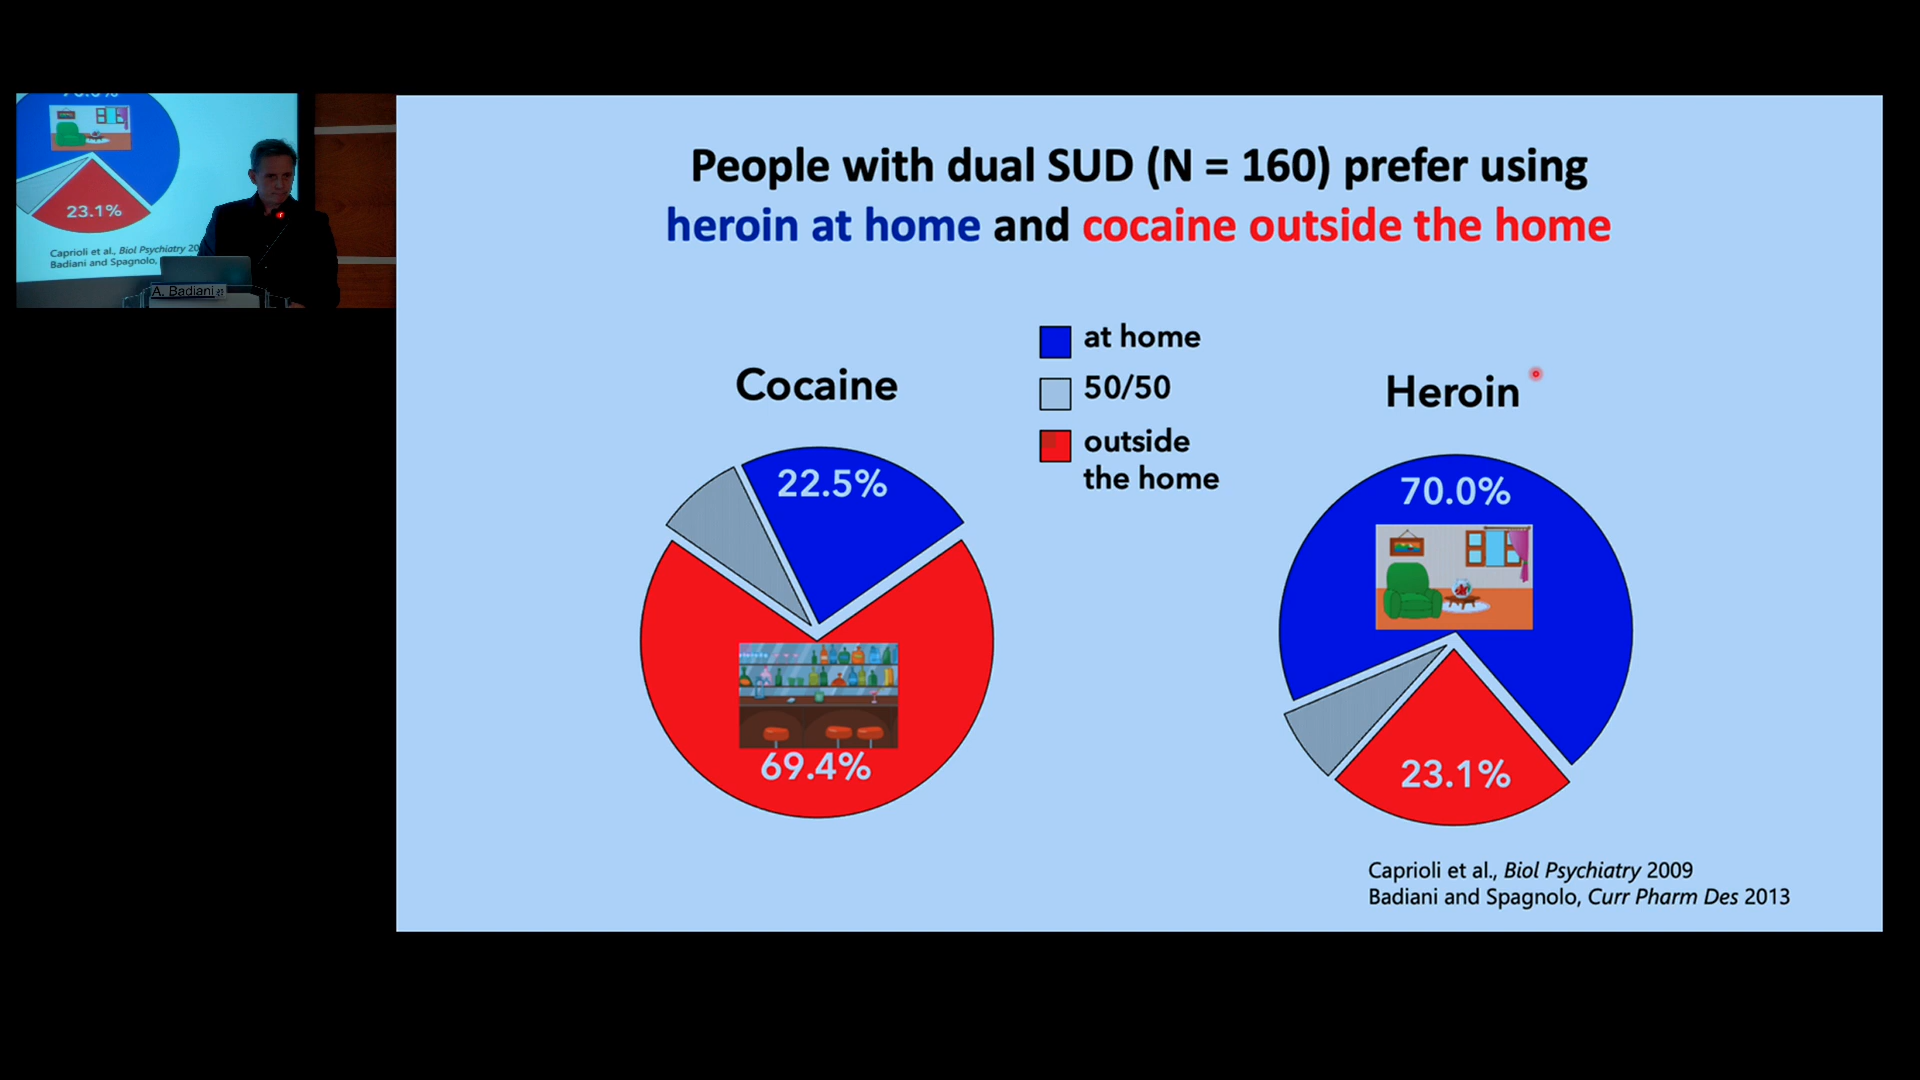 People with dual SUD (N = 160) prefer using
heroin at home and cocaine outside the home
at home
50/50
outside
the home
Cocaine
22.5%
69.4%
Heroin
70.0%
23.1%
Caprioli et al., Biol Psychiatry 2009
Badiani and Spagnolo, Curr Pharm Des 2013
23.1%
Caprioli et al., Biol Psychiatry 20
Badiani and Spagnolo,
A. Badiani